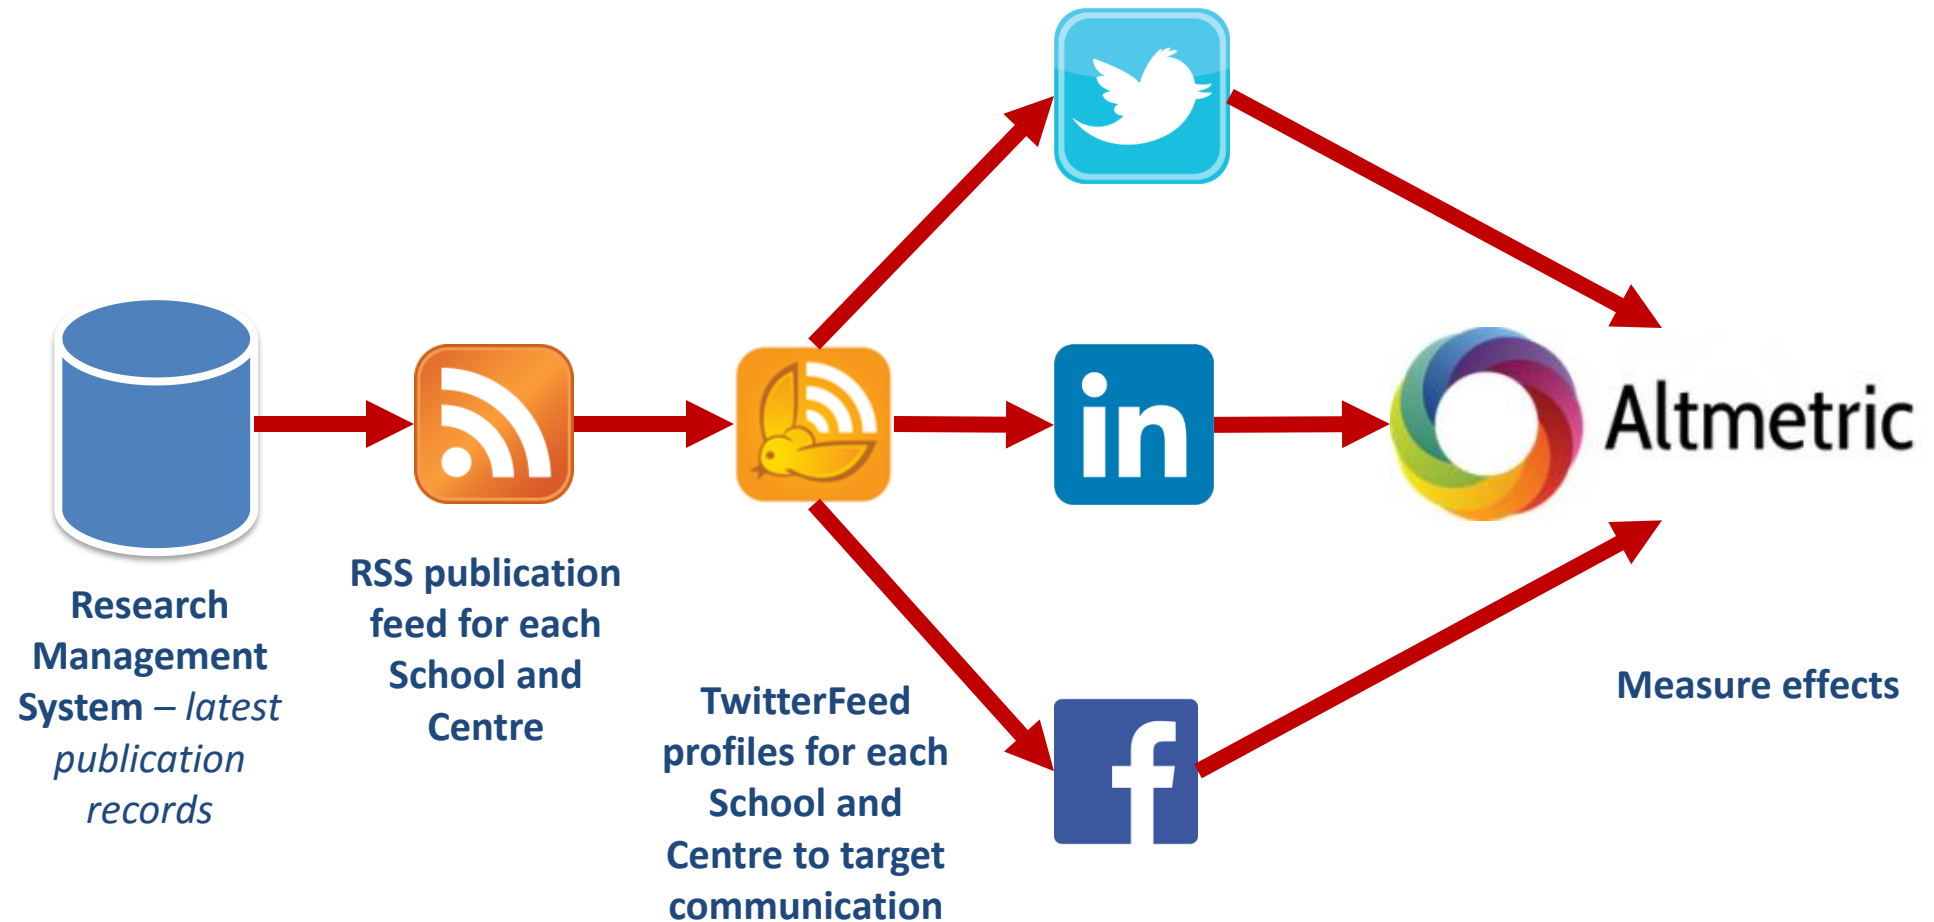 Research
Management
System – latest
publication
records
RSS publication
feed for each
School and
Centre
TwitterFeed
profiles for each
School and
Centre to target
communication
in
f
Altmetric
Measure effects